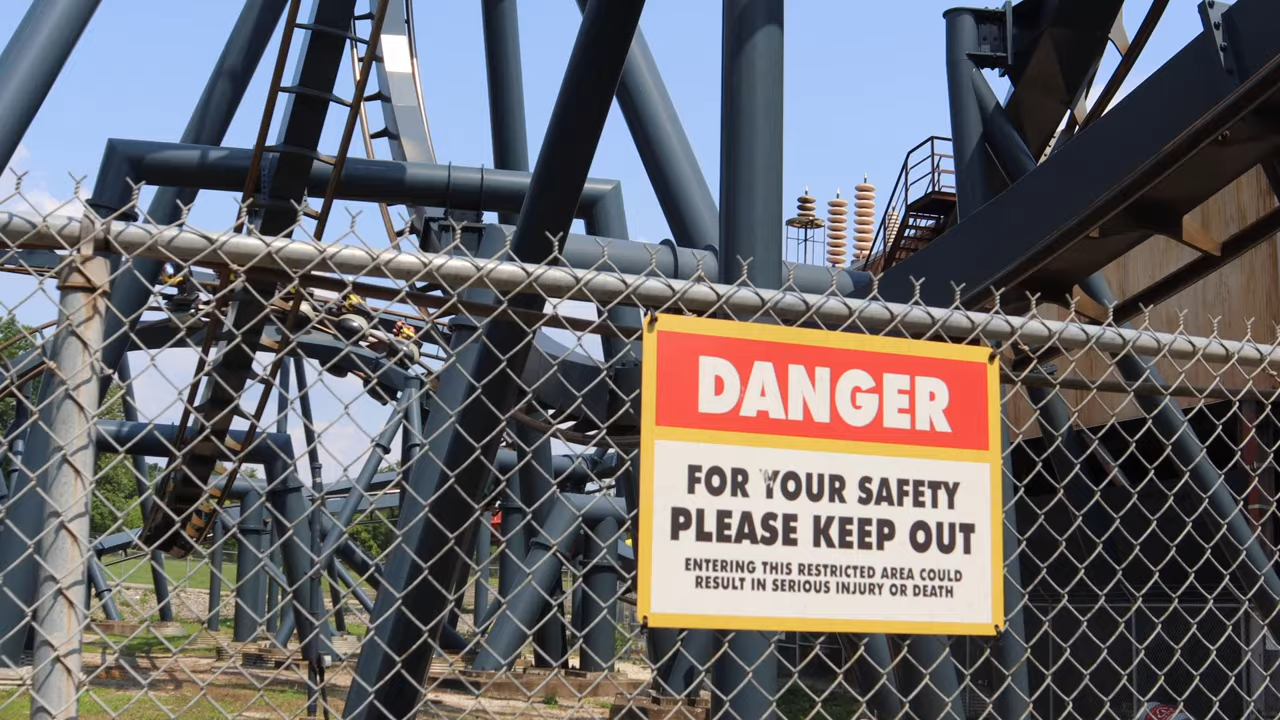 DANGER
FOR YOUR SAFETY
PLEASE KEEP OUT
ENTERING THIS RESTRICTED AREA COULD
RESULT IN SERIOUS INJURY OR DEATH